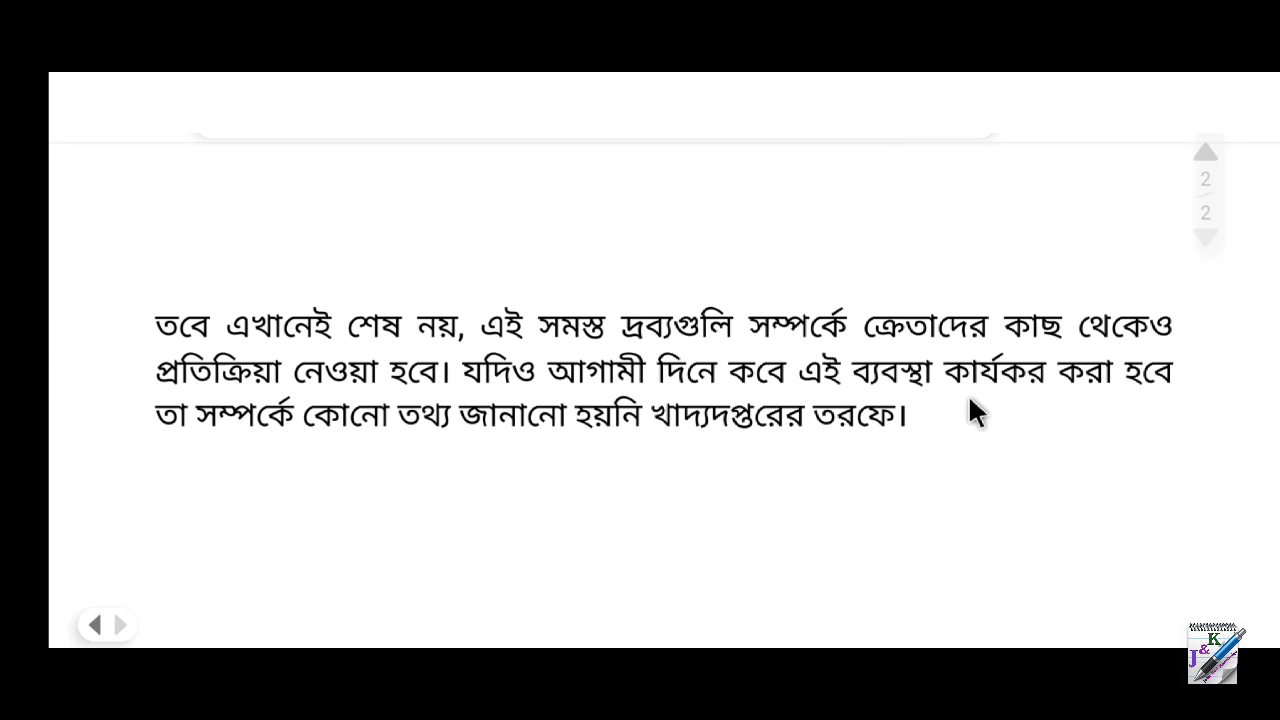 2
2
তবে এখানেই শেষ নয়, এই সমস্ত দ্রব্যগুলি সম্পর্কে ক্রেতাদের কাছ থেকেও
প্রতিক্রিয়া নেওয়া হবে। যদিও আগামী দিনে কবে এই ব্যবস্থা কার্যকর করা হবে
তা সম্পর্কে কোনো তথ্য জানানো হয়নি খাদ্যদপ্তরের তরফে।
J&K